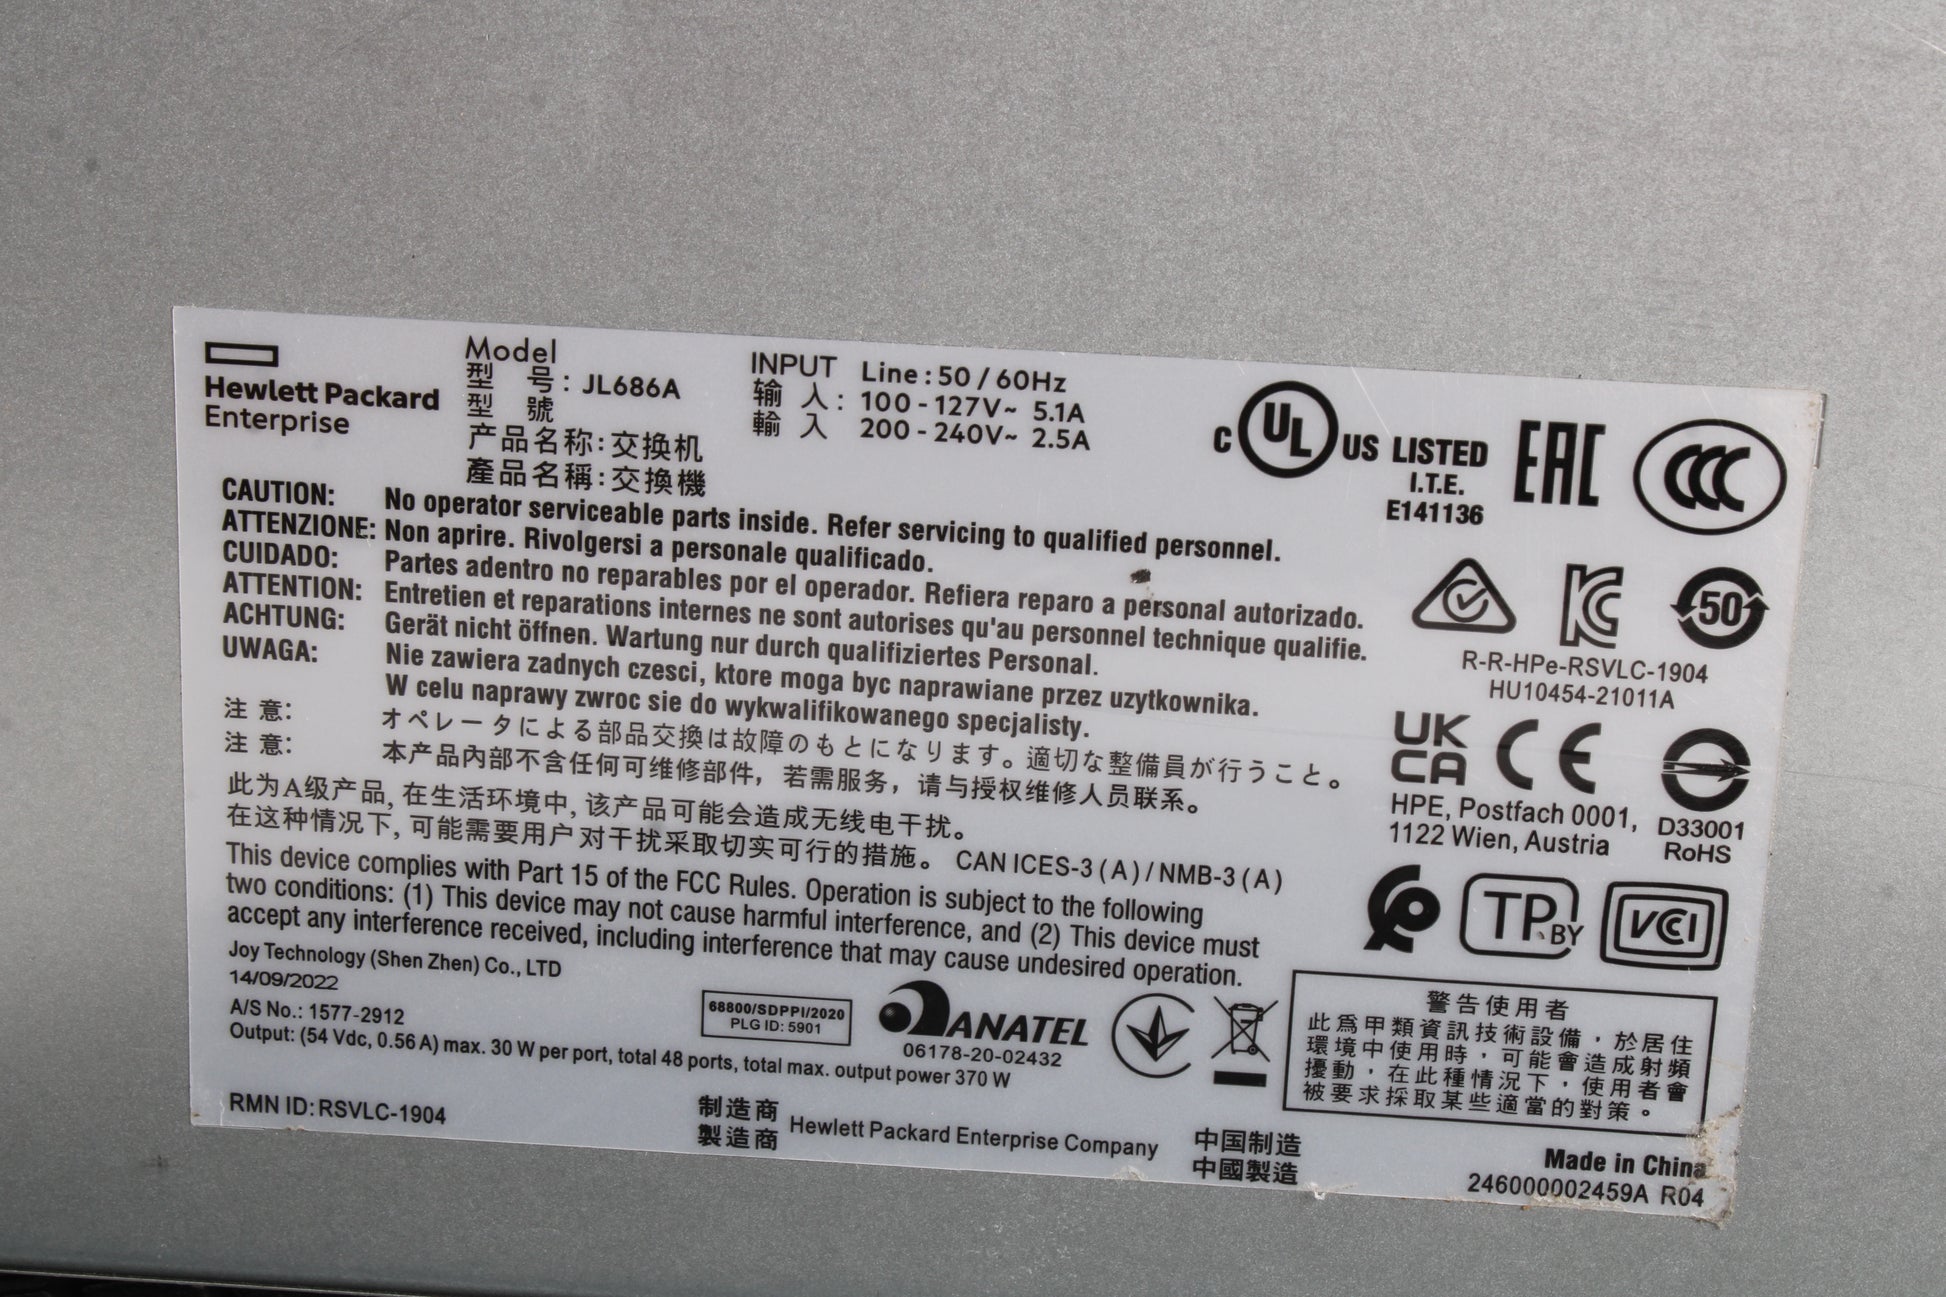 Hewlett Packard
Enterprise
Model
型 号 : JL686A
型 號
产品名称: 交换机
產品名稱: 交換機
INPUT Line : 50 / 60Hz
输 入 : 100 - 127V~ 5.1A
輸 入 200 - 240V~ 2.5A
C UL US LISTED
I.T.E.
E141136
EAC
CCC
CAUTION: No operator serviceable parts inside. Refer servicing to qualified personnel.
ATTENZIONE: Non aprire. Rivolgersi a personale qualificado.
CUIDADO: Partes adentro no reparables por el operador. Refiera reparo a personal autorizado.
ATTENTION: Entretien et reparations internes ne sont autorises qu'au personnel technique qualifie.
ACHTUNG: Gerät nicht öffnen. Wartung nur durch qualifiziertes Personal.
UWAGA: Nie zawiera zadnych czesci, ktore moga byc naprawiane przez uzytkownika.
W celu naprawy zwroc sie do wykwalifikowanego specjalisty.
注 意: オペレータによる部品交換は故障のもとになります。適切な整備員が行うこと。
注 意: 本产品内部不含任何可维修部件，若需服务，请与授权维修人员联系。
此为A级产品, 在生活环境中, 该产品可能会造成无线电干扰。
在这种情况下, 可能需要用户对干扰采取切实可行的措施。 CAN ICES-3 ( A ) / NMB-3 ( A )
This device complies with Part 15 of the FCC Rules. Operation is subject to the following
two conditions: (1) This device may not cause harmful interference, and (2) This device must
accept any interference received, including interference that may cause undesired operation.
KC
50
R-R-HPe-RSVLC-1904
HU10454-21011A
UK
CA
CE
HPE, Postfach 0001,
1122 Wien, Austria
D33001
RoHS
TP BY
VCCI
Joy Technology (Shen Zhen) Co., LTD
14/09/2022
A/S No.: 1577-2912
Output: (54 Vdc, 0.56 A) max. 30 W per port, total 48 ports, total max. output power 370 W
68800/SDPPI/2020
PLG ID: 5901
ANATEL
06178-20-02432
警告使用者
此為甲類資訊技術設備，於居住
環境中使用時，可能會造成射頻
擾動，在此種情況下，使用者會
被要求採取某些適當的對策。
RMN ID: RSVLC-1904
制造商
製造商 Hewlett Packard Enterprise Company
中国制造
中國製造
Made in China
246000002459A R04